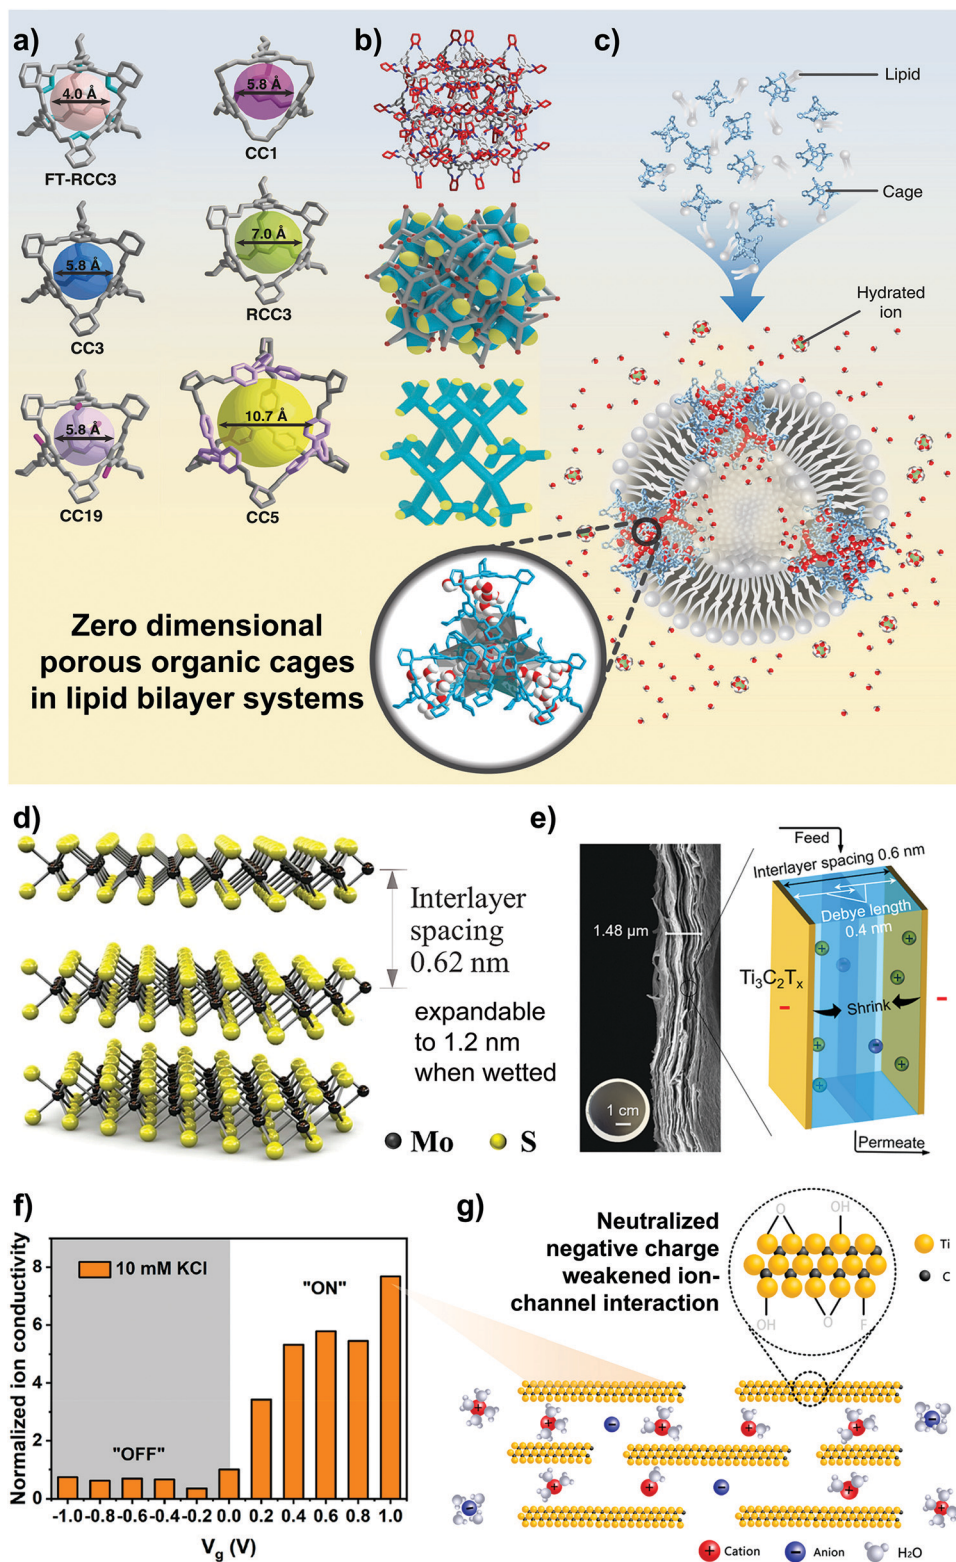 a)
4.0 Å
FT-RCC3
5.8 Å
CC1
5.8 Å
CC3
7.0 Å
RCC3
5.8 Å
CC19
10.7 Å
CC5
b)
c)
Lipid
Cage
Hydrated
ion
Zero dimensional
porous organic cages
in lipid bilayer systems
d)
Interlayer
spacing
0.62 nm
expandable
to 1.2 nm
when wetted
Mo
S
e)
1.48 µm
1 cm
Feed
Interlayer spacing 0.6 nm
Debye length
0.4 nm
Ti₃C₂Tₓ
-
-
Shrink
+
+
+
+
+
+
-
-
Permeate
f)
Normalized ion conductivity
8
6
4
2
0
10 mM KCl
"ON"
"OFF"
-1.0 -0.8 -0.6 -0.4 -0.2 0.0 0.2 0.4 0.6 0.8 1.0
V_g (V)
g)
Neutralized
negative charge
weakened ion-
channel interaction
O
OH
OH
O
F
Ti
C
+ Cation
- Anion
H₂O